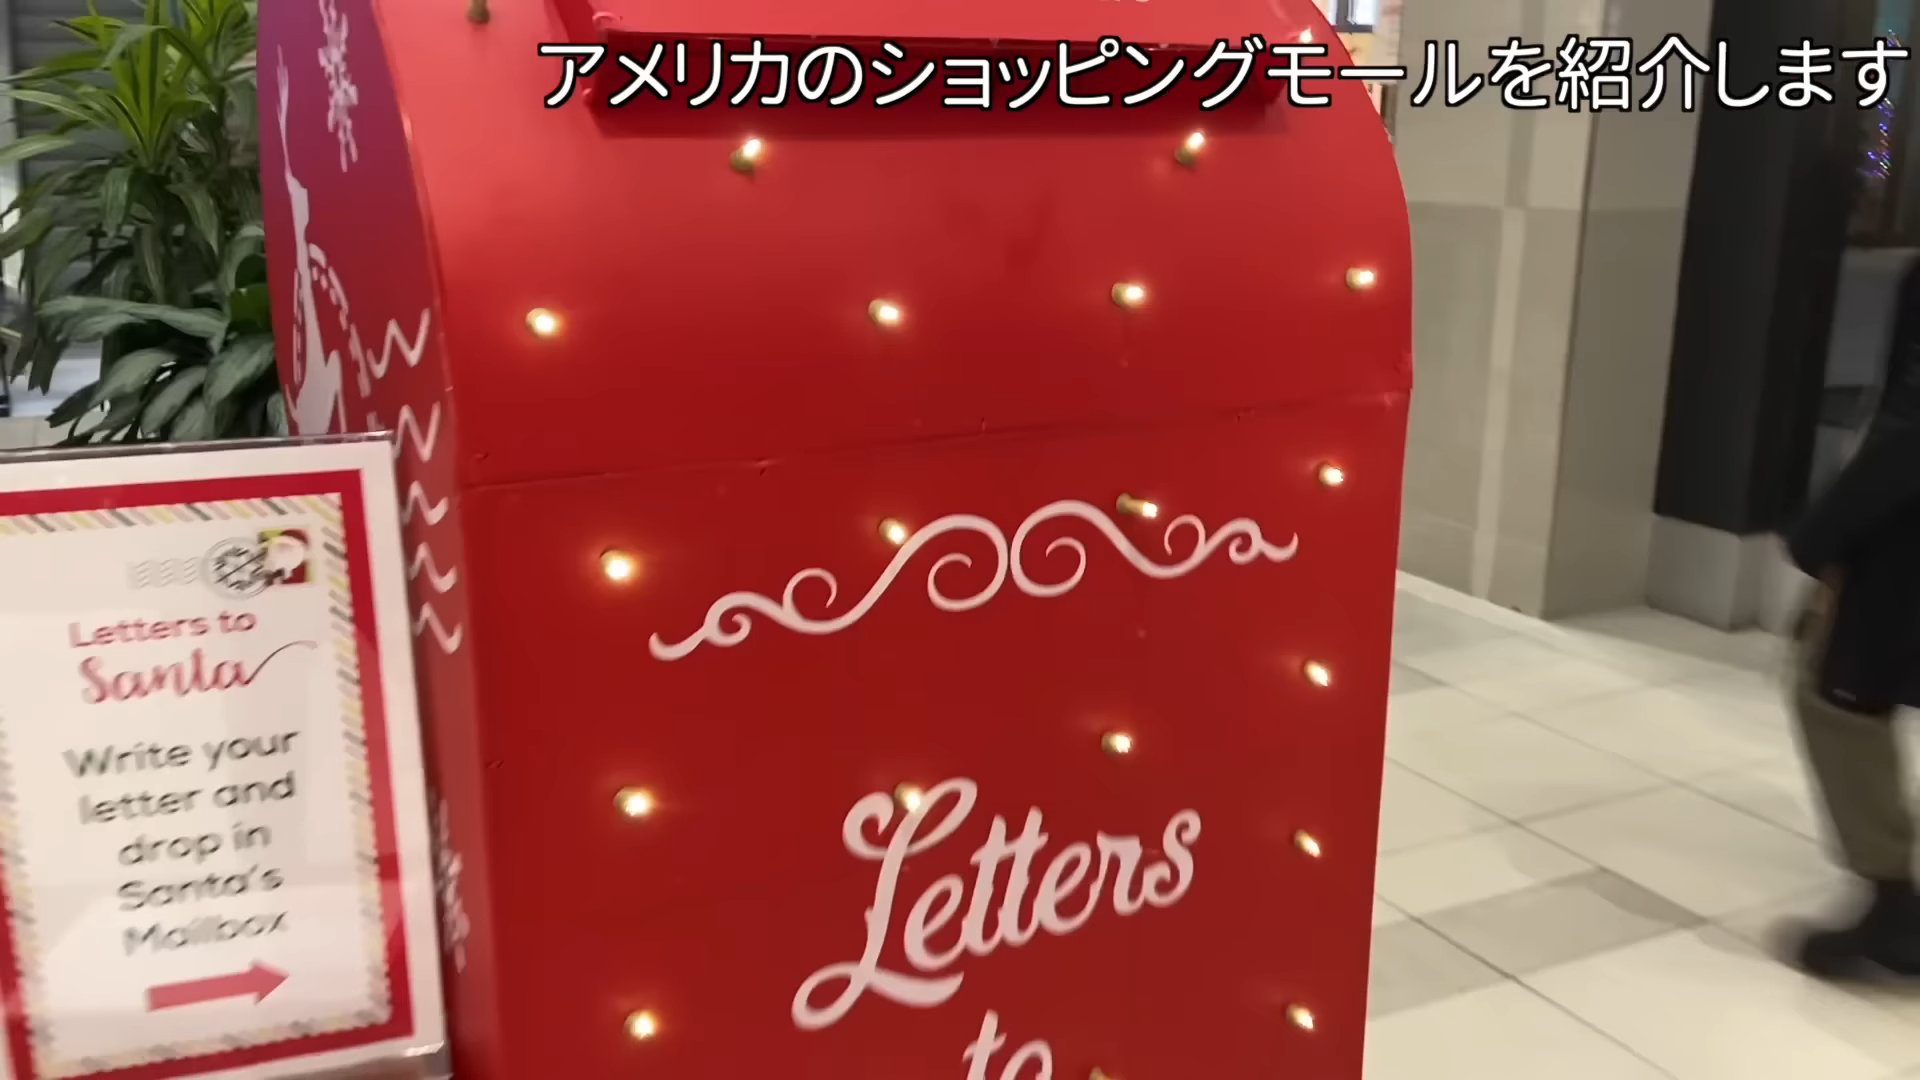 アメリカのショッピングモールを紹介します
Letters to
Santa
Write your
letter and
drop in
Santa's
Mailbox
Letters
to